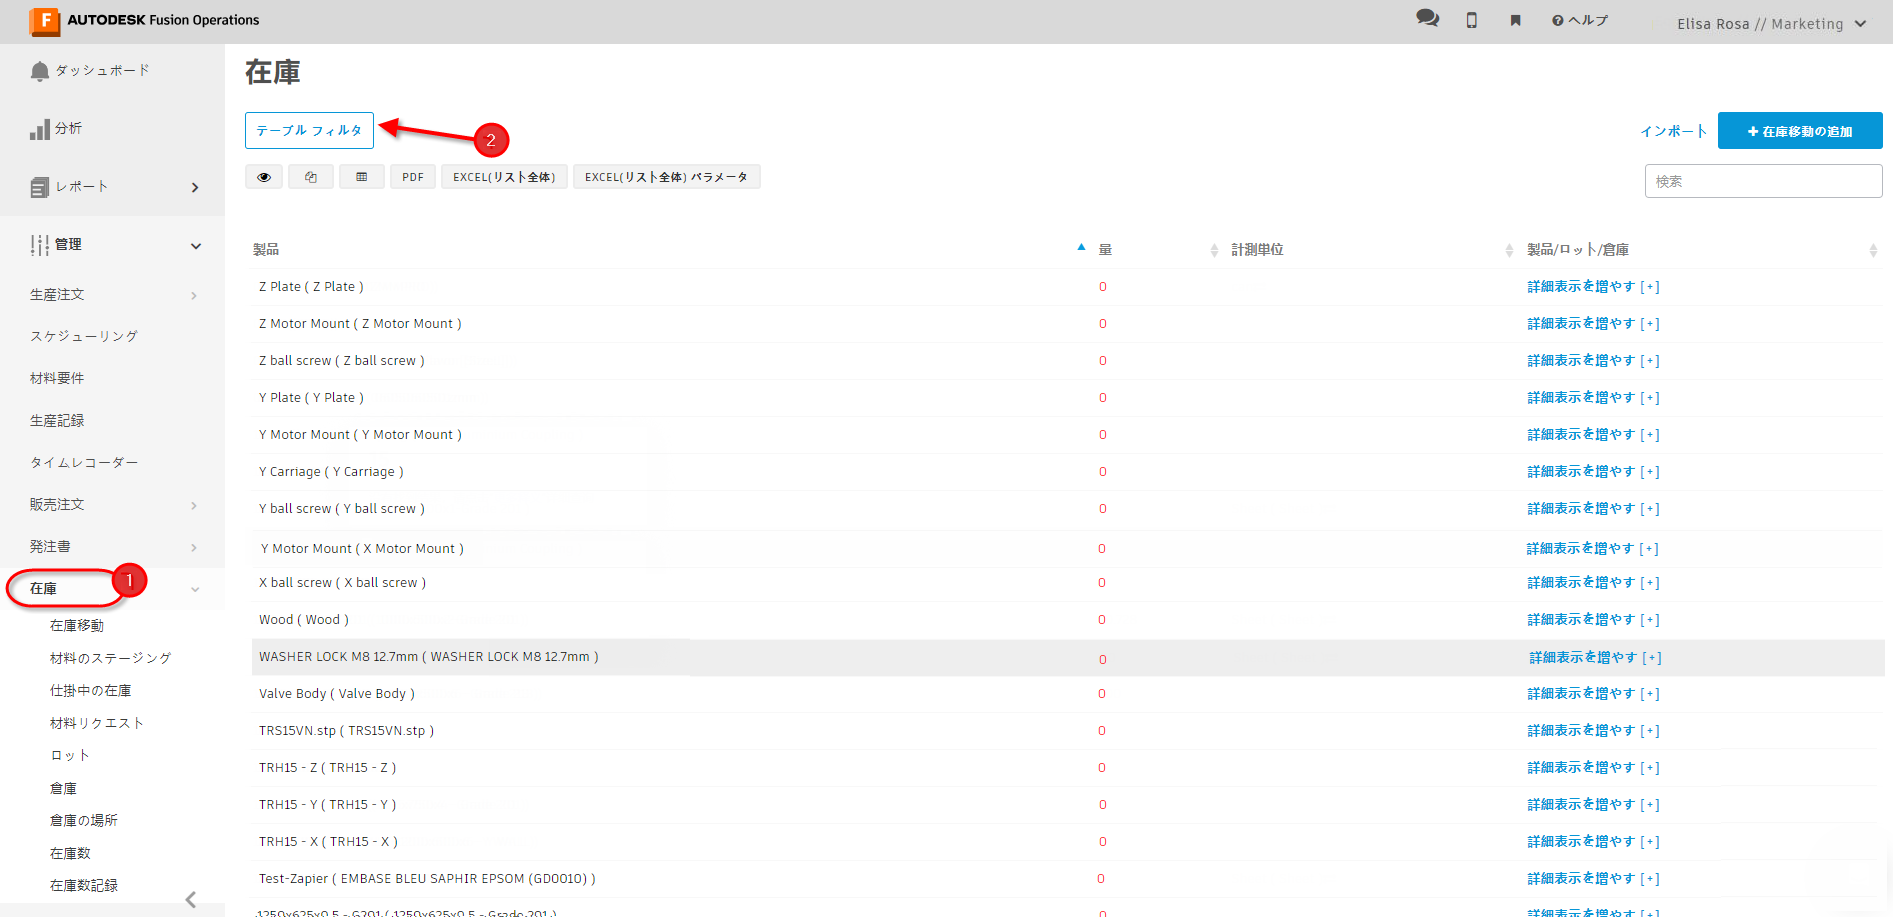 F AUTODESK Fusion Operations
ヘルプ
Elisa Rosa // Marketing
ダッシュボード
分析
レポート
管理
生産注文
スケジューリング
材料要件
生産記録
タイムレコーダー
販売注文
発注書
在庫
1
在庫移動
材料のステージング
仕掛中の在庫
材料リクエスト
ロット
倉庫
倉庫の場所
在庫数
在庫数記録
在庫
テーブル フィルタ
2
インポート
+ 在庫移動の追加
PDF EXCEL(リスト全体) EXCEL(リスト全体) パラメータ
検索
製品 量 計測単位 製品/ロット/倉庫
Z Plate ( Z Plate ) 0 詳細表示を増やす [+]
Z Motor Mount ( Z Motor Mount ) 0 詳細表示を増やす [+]
Z ball screw ( Z ball screw ) 0 詳細表示を増やす [+]
Y Plate ( Y Plate ) 0 詳細表示を増やす [+]
Y Motor Mount ( Y Motor Mount ) 0 詳細表示を増やす [+]
Y Carriage ( Y Carriage ) 0 詳細表示を増やす [+]
Y ball screw ( Y ball screw ) 0 詳細表示を増やす [+]
Y Motor Mount ( X Motor Mount ) 0 詳細表示を増やす [+]
X ball screw ( X ball screw ) 0 詳細表示を増やす [+]
Wood ( Wood ) 0 詳細表示を増やす [+]
WASHER LOCK M8 12.7mm ( WASHER LOCK M8 12.7mm ) 0 詳細表示を増やす [+]
Valve Body ( Valve Body ) 0 詳細表示を増やす [+]
TRS15VN.stp ( TRS15VN.stp ) 0 詳細表示を増やす [+]
TRH15 - Z ( TRH15 - Z ) 0 詳細表示を増やす [+]
TRH15 - Y ( TRH15 - Y ) 0 詳細表示を増やす [+]
TRH15 - X ( TRH15 - X ) 0 詳細表示を増やす [+]
Test-Zapier ( EMBASE BLEU SAPHIR EPSOM (GD0010) ) 0 詳細表示を増やす [+]
0 詳細表示を増やす [+]